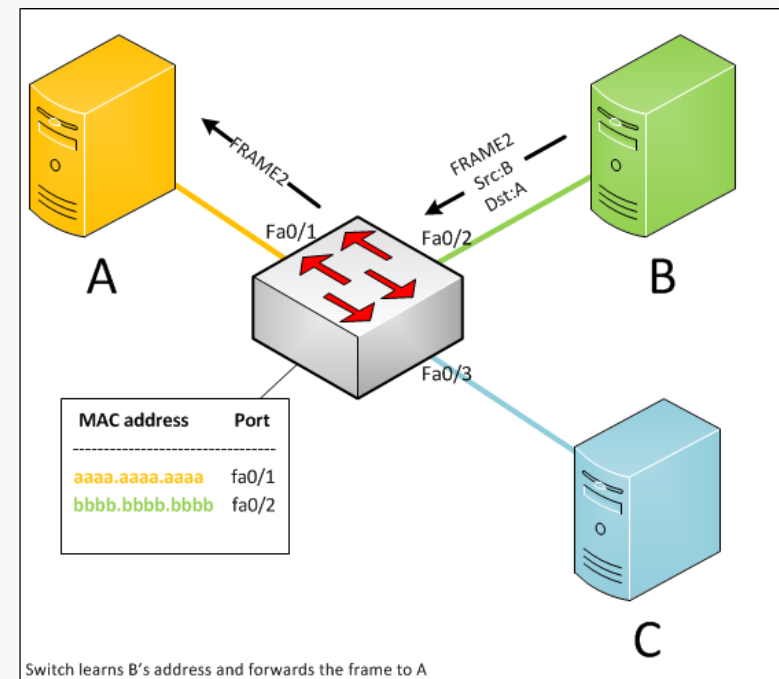 FRAME2
FRAME2
Src:B
Dst:A
Fa0/1
Fa0/2
A
B
Fa0/3
MAC address Port
------------------------------
aaaa.aaaa.aaaa fa0/1
bbbb.bbbb.bbbb fa0/2
C
Switch learns B's address and forwards the frame to A